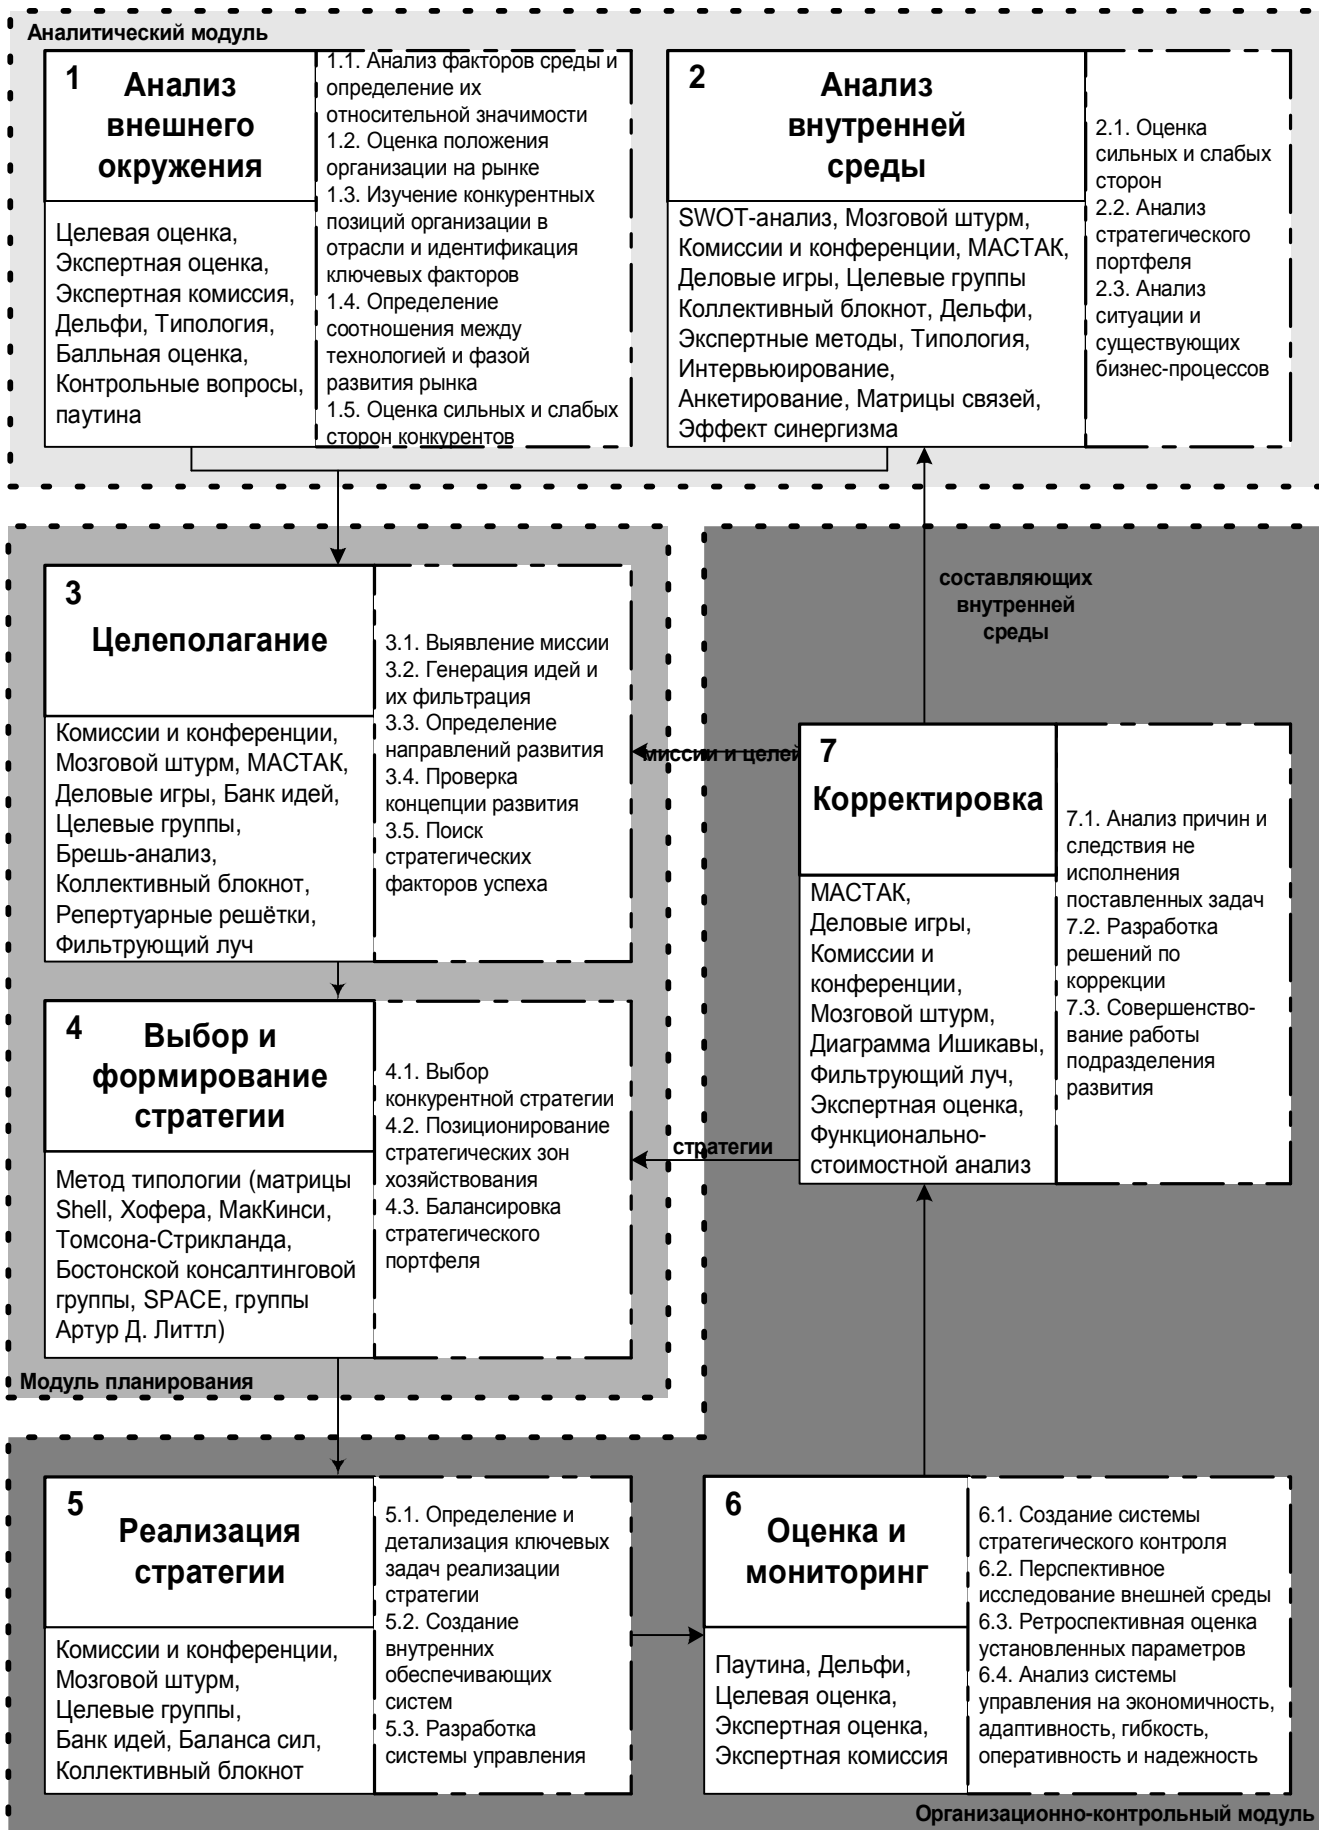 Аналитический модуль
1
Анализ
внешнего
окружения
Целевая оценка,
Экспертная оценка,
Экспертная комиссия,
Дельфи, Типология,
Балльная оценка,
Контрольные вопросы,
паутина
1.1. Анализ факторов среды и
определение их
относительной значимости
1.2. Оценка положения
организации на рынке
1.3. Изучение конкурентных
позиций организации в
отрасли и идентификация
ключевых факторов
1.4. Определение
соотношения между
технологией и фазой
развития рынка
1.5. Оценка сильных и слабых
сторон конкурентов
2
Анализ
внутренней
среды
SWOT-анализ, Мозговой штурм,
Комиссии и конференции, МАСТАК,
Деловые игры, Целевые группы
Коллективный блокнот, Дельфи,
Экспертные методы, Типология,
Интервьюирование,
Анкетирование, Матрицы связей,
Эффект синергизма
2.1. Оценка
сильных и слабых
сторон
2.2. Анализ
стратегического
портфеля
2.3. Анализ
ситуации и
существующих
бизнес-процессов
3
Целеполагание
Комиссии и конференции,
Мозговой штурм, МАСТАК,
Деловые игры, Банк идей,
Целевые группы,
Брешь-анализ,
Коллективный блокнот,
Репертуарные решётки,
Фильтрующий луч
3.1. Выявление миссии
3.2. Генерация идей и
их фильтрация
3.3. Определение
направлений развития
3.4. Проверка
концепции развития
3.5. Поиск
стратегических
факторов успеха
составляющих
внутренней
среды
миссии и целей
7
Корректировка
МАСТАК,
Деловые игры,
Комиссии и
конференции,
Мозговой штурм,
Диаграмма Ишикавы,
Фильтрующий луч,
Экспертная оценка,
Функционально-
стоимостной анализ
7.1. Анализ причин и
следствия не
исполнения
поставленных задач
7.2. Разработка
решений по
коррекции
7.3. Совершенство-
вание работы
подразделения
развития
4
Выбор и
формирование
стратегии
Метод типологии (матрицы
Shell, Хофера, МакКинси,
Томсона-Стрикланда,
Бостонской консалтинговой
группы, SPACE, группы
Артур Д. Литтл)
4.1. Выбор
конкурентной стратегии
4.2. Позиционирование
стратегических зон
хозяйствования
4.3. Балансировка
стратегического
портфеля
стратегии
Модуль планирования
5
Реализация
стратегии
Комиссии и конференции,
Мозговой штурм,
Целевые группы,
Банк идей, Баланса сил,
Коллективный блокнот
5.1. Определение и
детализация ключевых
задач реализации
стратегии
5.2. Создание
внутренних
обеспечивающих
систем
5.3. Разработка
системы управления
6
Оценка и
мониторинг
Паутина, Дельфи,
Целевая оценка,
Экспертная оценка,
Экспертная комиссия
6.1. Создание системы
стратегического контроля
6.2. Перспективное
исследование внешней среды
6.3. Ретроспективная оценка
установленных параметров
6.4. Анализ системы
управления на экономичность,
адаптивность, гибкость,
оперативность и надежность
Организационно-контрольный модуль